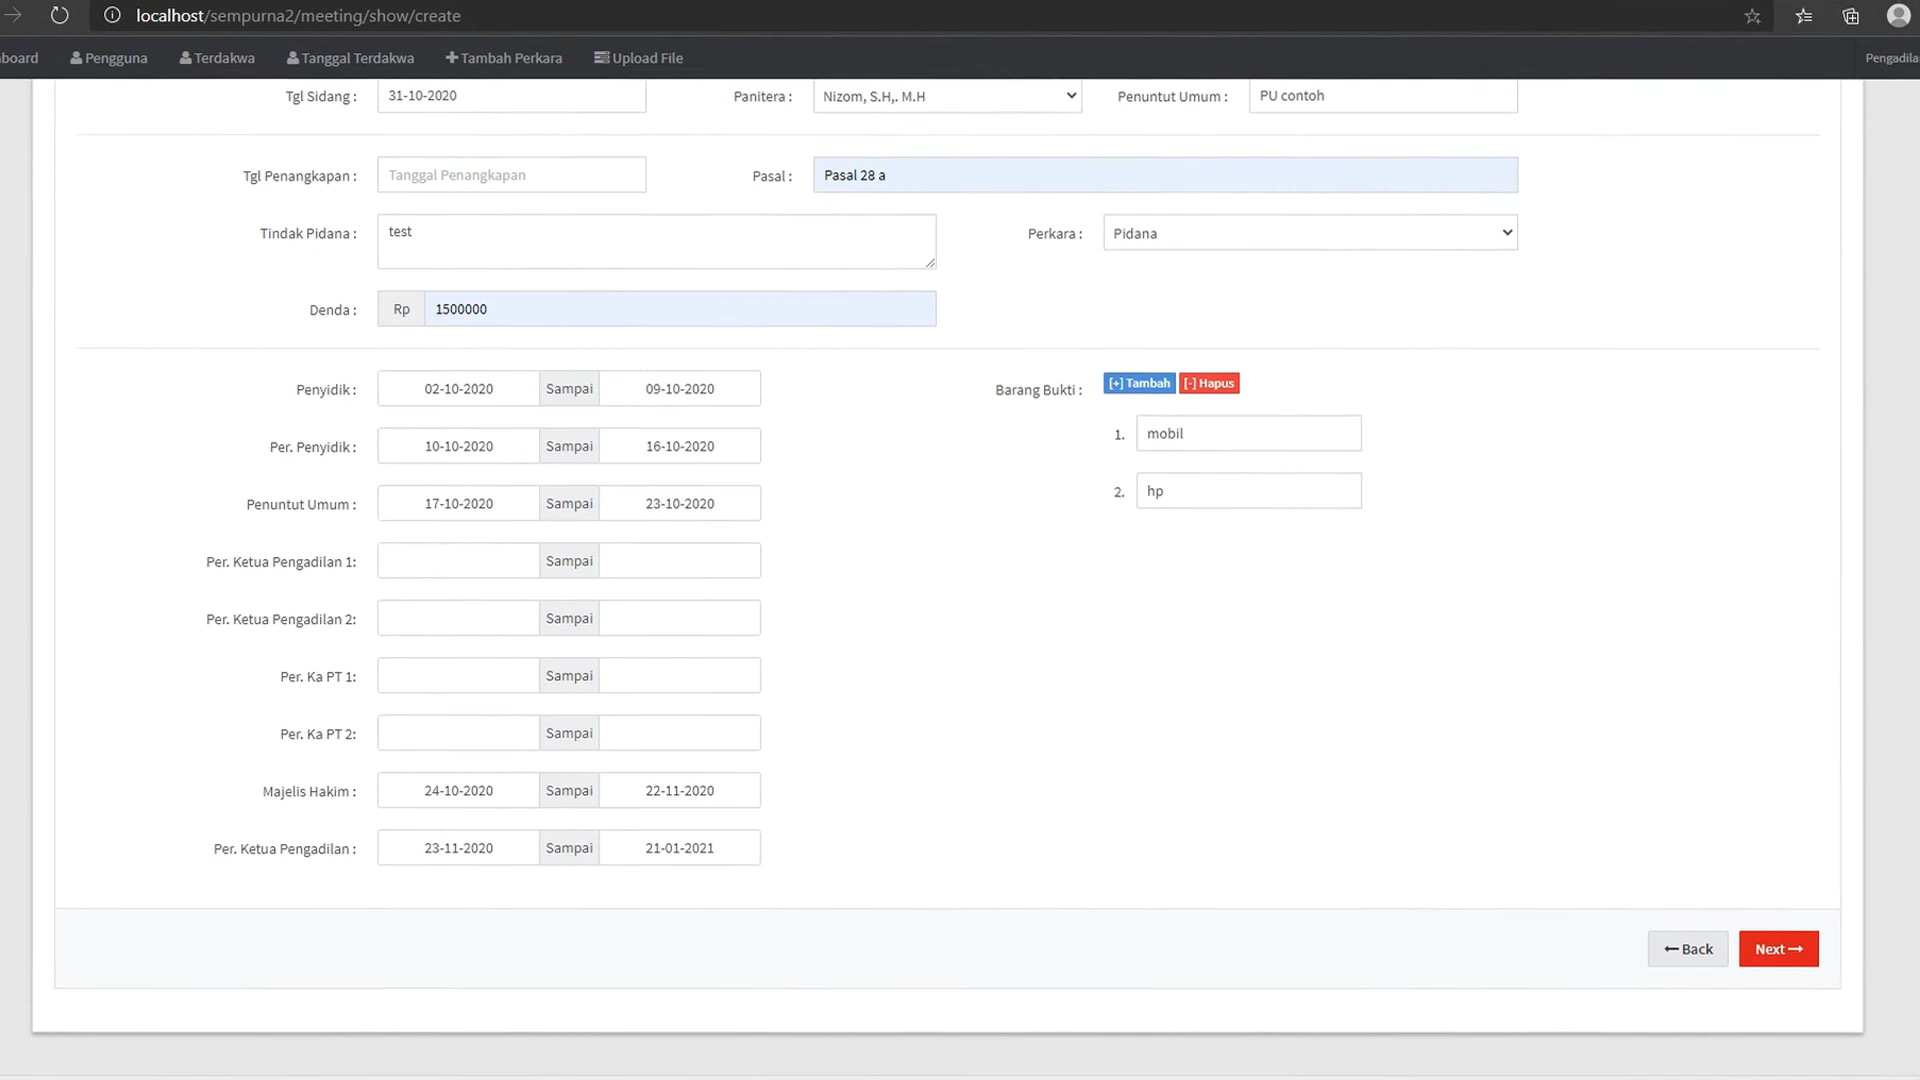 localhost/sempurna2/meeting/show/create
board Pengguna Terdakwa Tanggal Terdakwa Tambah Perkara Upload File Pengadila
Tgl Sidang : 31-10-2020 Panitera : Nizom, S.H,. M.H Penuntut Umum : PU contoh
Tgl Penangkapan : Tanggal Penangkapan Pasal : Pasal 28 a
Tindak Pidana : test Perkara : Pidana
Denda : Rp 1500000
Penyidik : 02-10-2020 Sampai 09-10-2020 Barang Bukti : [+] Tambah [-] Hapus
1. mobil
Per. Penyidik : 10-10-2020 Sampai 16-10-2020
2. hp
Penuntut Umum : 17-10-2020 Sampai 23-10-2020
Per. Ketua Pengadilan 1: Sampai
Per. Ketua Pengadilan 2: Sampai
Per. Ka PT 1: Sampai
Per. Ka PT 2: Sampai
Majelis Hakim : 24-10-2020 Sampai 22-11-2020
Per. Ketua Pengadilan : 23-11-2020 Sampai 21-01-2021
Back Next